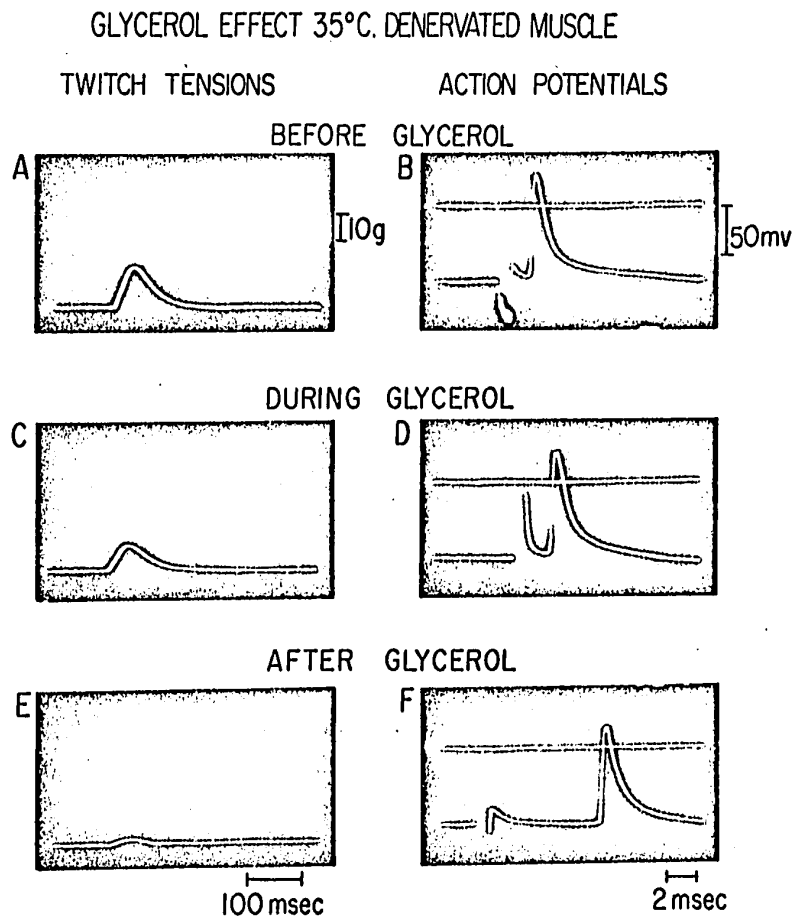 GLYCEROL EFFECT 35°C. DENERVATED MUSCLE
TWITCH TENSIONS ACTION POTENTIALS
BEFORE GLYCEROL
A B
10g 50mv
DURING GLYCEROL
C D
AFTER GLYCEROL
E F
100 msec 2 msec